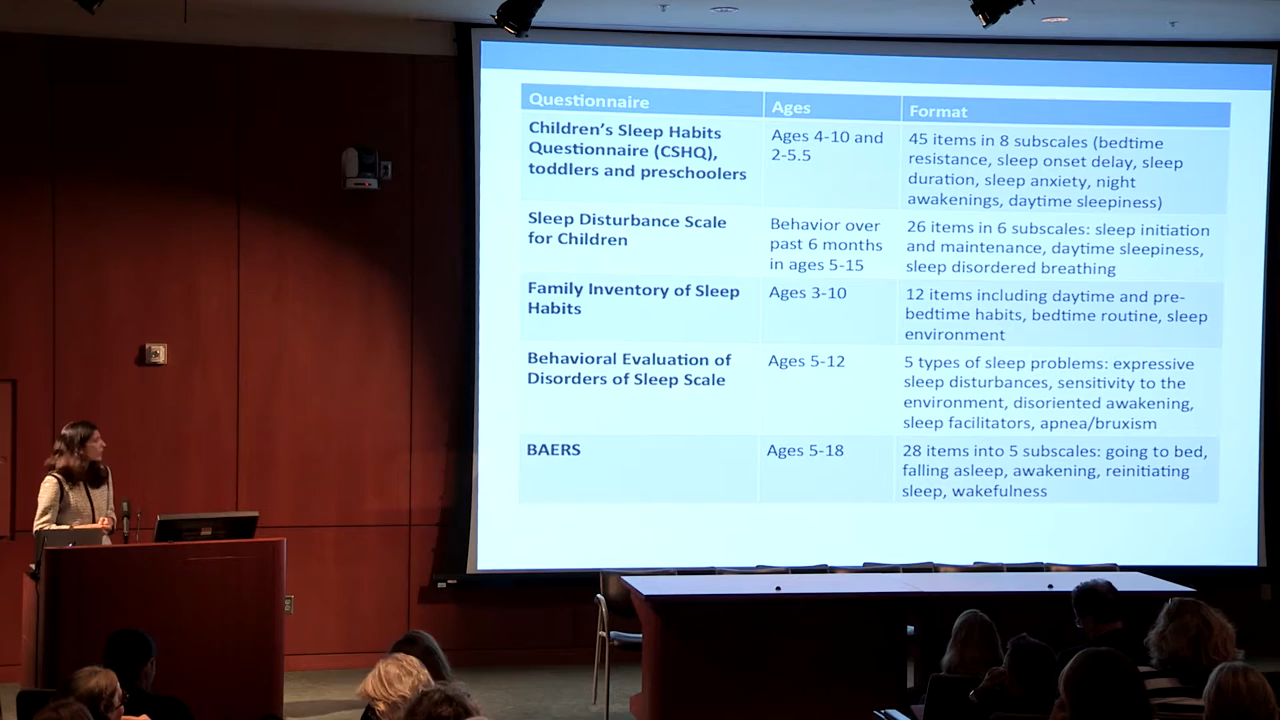 Questionnaire
Ages
Format
Children's Sleep Habits
Questionnaire (CSHQ),
toddlers and preschoolers
Ages 4-10 and
2-5.5
45 items in 8 subscales (bedtime
resistance, sleep onset delay, sleep
duration, sleep anxiety, night
awakenings, daytime sleepiness)
Sleep Disturbance Scale
for Children
Behavior over
past 6 months
in ages 5-15
26 items in 6 subscales: sleep initiation
and maintenance, daytime sleepiness,
sleep disordered breathing
Family Inventory of Sleep
Habits
Ages 3-10
12 items including daytime and pre-
bedtime habits, bedtime routine, sleep
environment
Behavioral Evaluation of
Disorders of Sleep Scale
Ages 5-12
5 types of sleep problems: expressive
sleep disturbances, sensitivity to the
environment, disoriented awakening,
sleep facilitators, apnea/bruxism
BAERS
Ages 5-18
28 items into 5 subscales: going to bed,
falling asleep, awakening, reinitiating
sleep, wakefulness